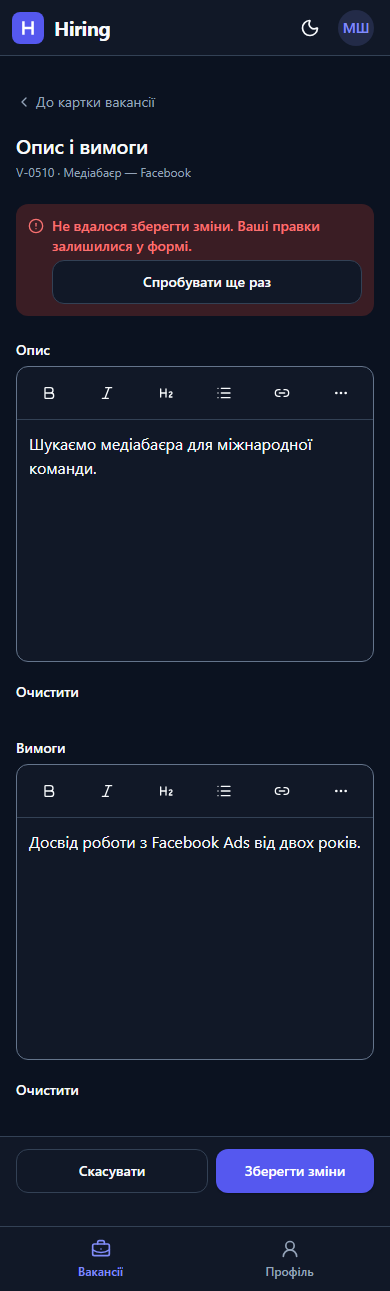 H Hiring
МШ
До картки вакансії
Опис і вимоги
V-0510 · Медіабаєр — Facebook
Не вдалося зберегти зміни. Ваші правки
залишилися у формі.
Спробувати ще раз
Опис
B I H2
Шукаємо медіабаєра для міжнародної
команди.
Очистити
Вимоги
B I H2
Досвід роботи з Facebook Ads від двох років.
Очистити
Скасувати
Зберегти зміни
Вакансії
Профіль